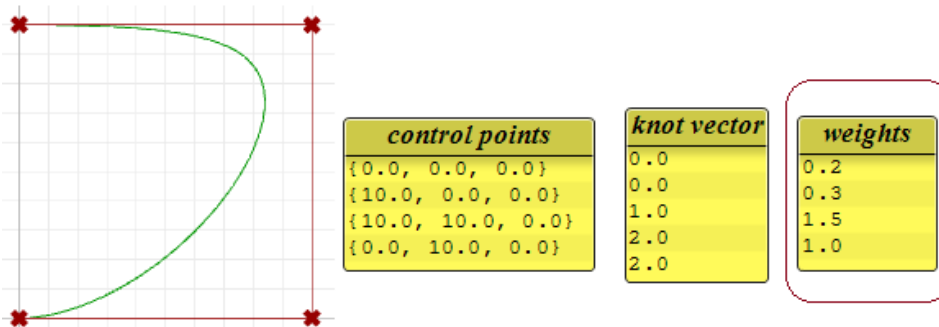 control points
{0.0, 0.0, 0.0}
{10.0, 0.0, 0.0}
{10.0, 10.0, 0.0}
{0.0, 10.0, 0.0}
knot vector
0.0
0.0
1.0
2.0
2.0
weights
0.2
0.3
1.5
1.0